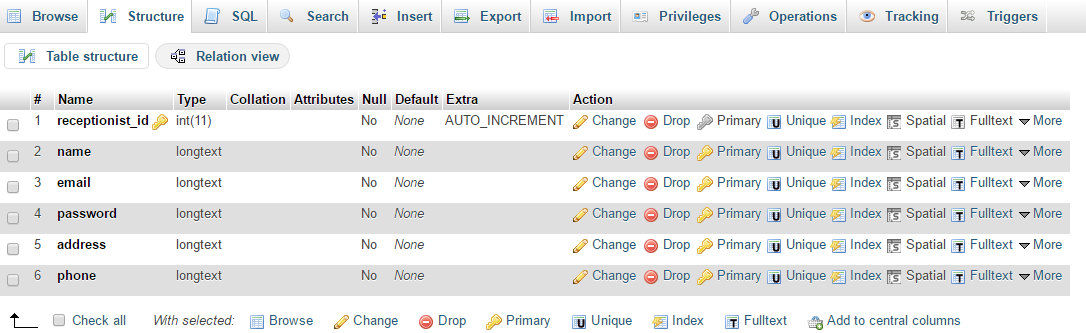 Browse Structure SQL Search Insert Export Import Privileges Operations Tracking Triggers
Table structure Relation view
# Name Type Collation Attributes Null Default Extra Action
1 receptionist_id int(11) No None AUTO_INCREMENT Change Drop Primary Unique Index Spatial Fulltext More
2 name longtext No None Change Drop Primary Unique Index Spatial Fulltext More
3 email longtext No None Change Drop Primary Unique Index Spatial Fulltext More
4 password longtext No None Change Drop Primary Unique Index Spatial Fulltext More
5 address longtext No None Change Drop Primary Unique Index Spatial Fulltext More
6 phone longtext No None Change Drop Primary Unique Index Spatial Fulltext More
Check all With selected: Browse Change Drop Primary Unique Index Fulltext Add to central columns